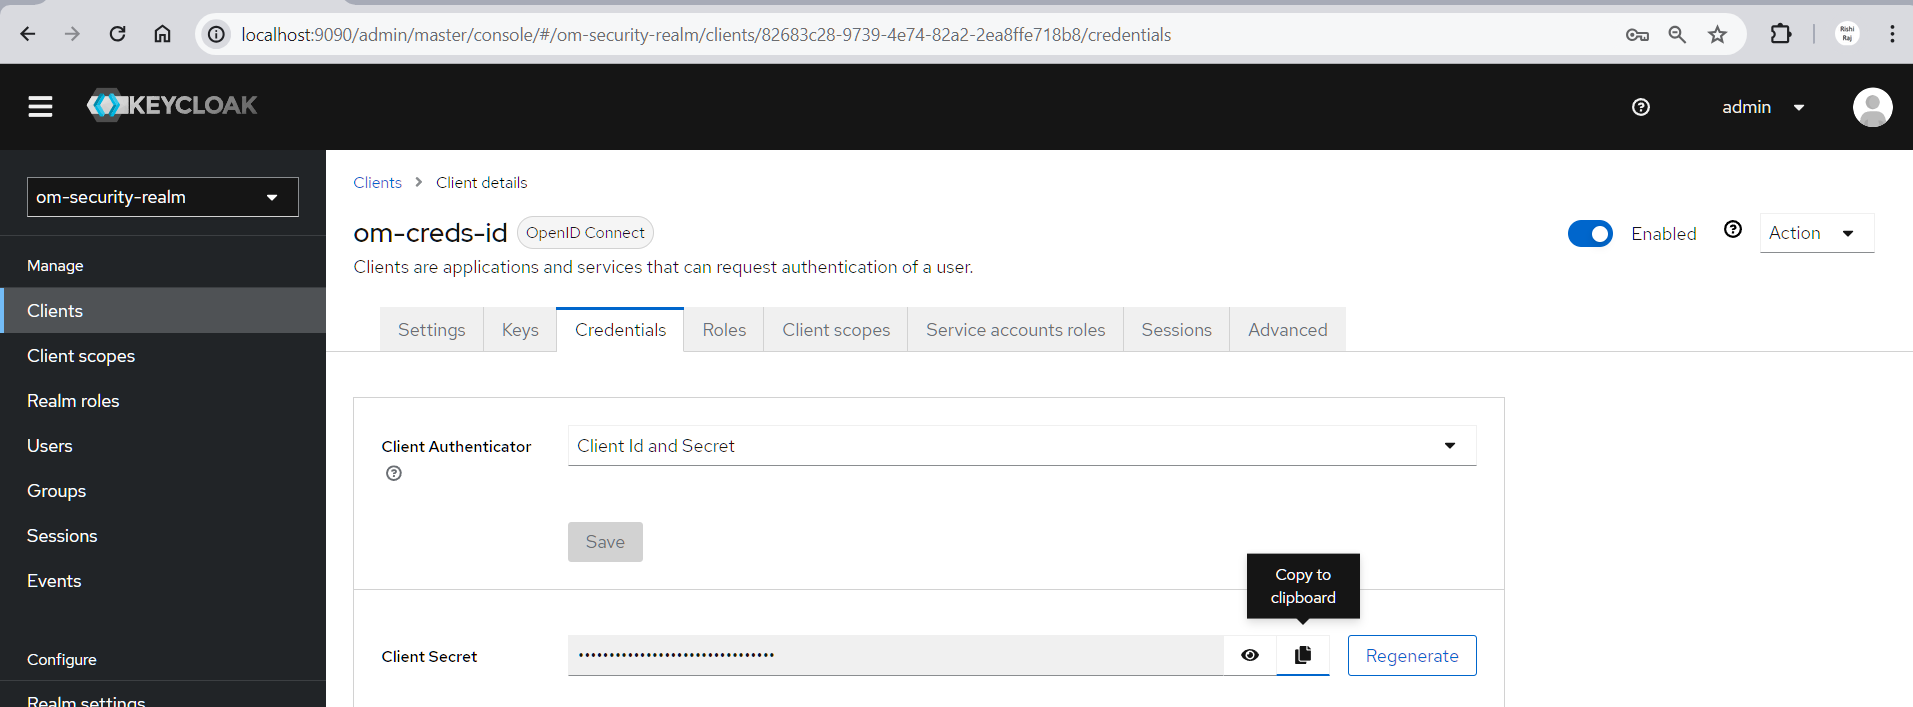 localhost:9090/admin/master/console/#/om-security-realm/clients/82683c28-9739-4e74-82a2-2ea8ffe718b8/credentials
Rishi
Raj
KEYCLOAK
admin
om-security-realm
Manage
Clients
Client scopes
Realm roles
Users
Groups
Sessions
Events
Configure
Realm settings
Clients > Client details
om-creds-id OpenID Connect
Enabled
Action
Clients are applications and services that can request authentication of a user.
Settings Keys Credentials Roles Client scopes Service accounts roles Sessions Advanced
Client Authenticator
Client Id and Secret
Save
Copy to
clipboard
Client Secret
••••••••••••••••••••••••••••••••
Regenerate